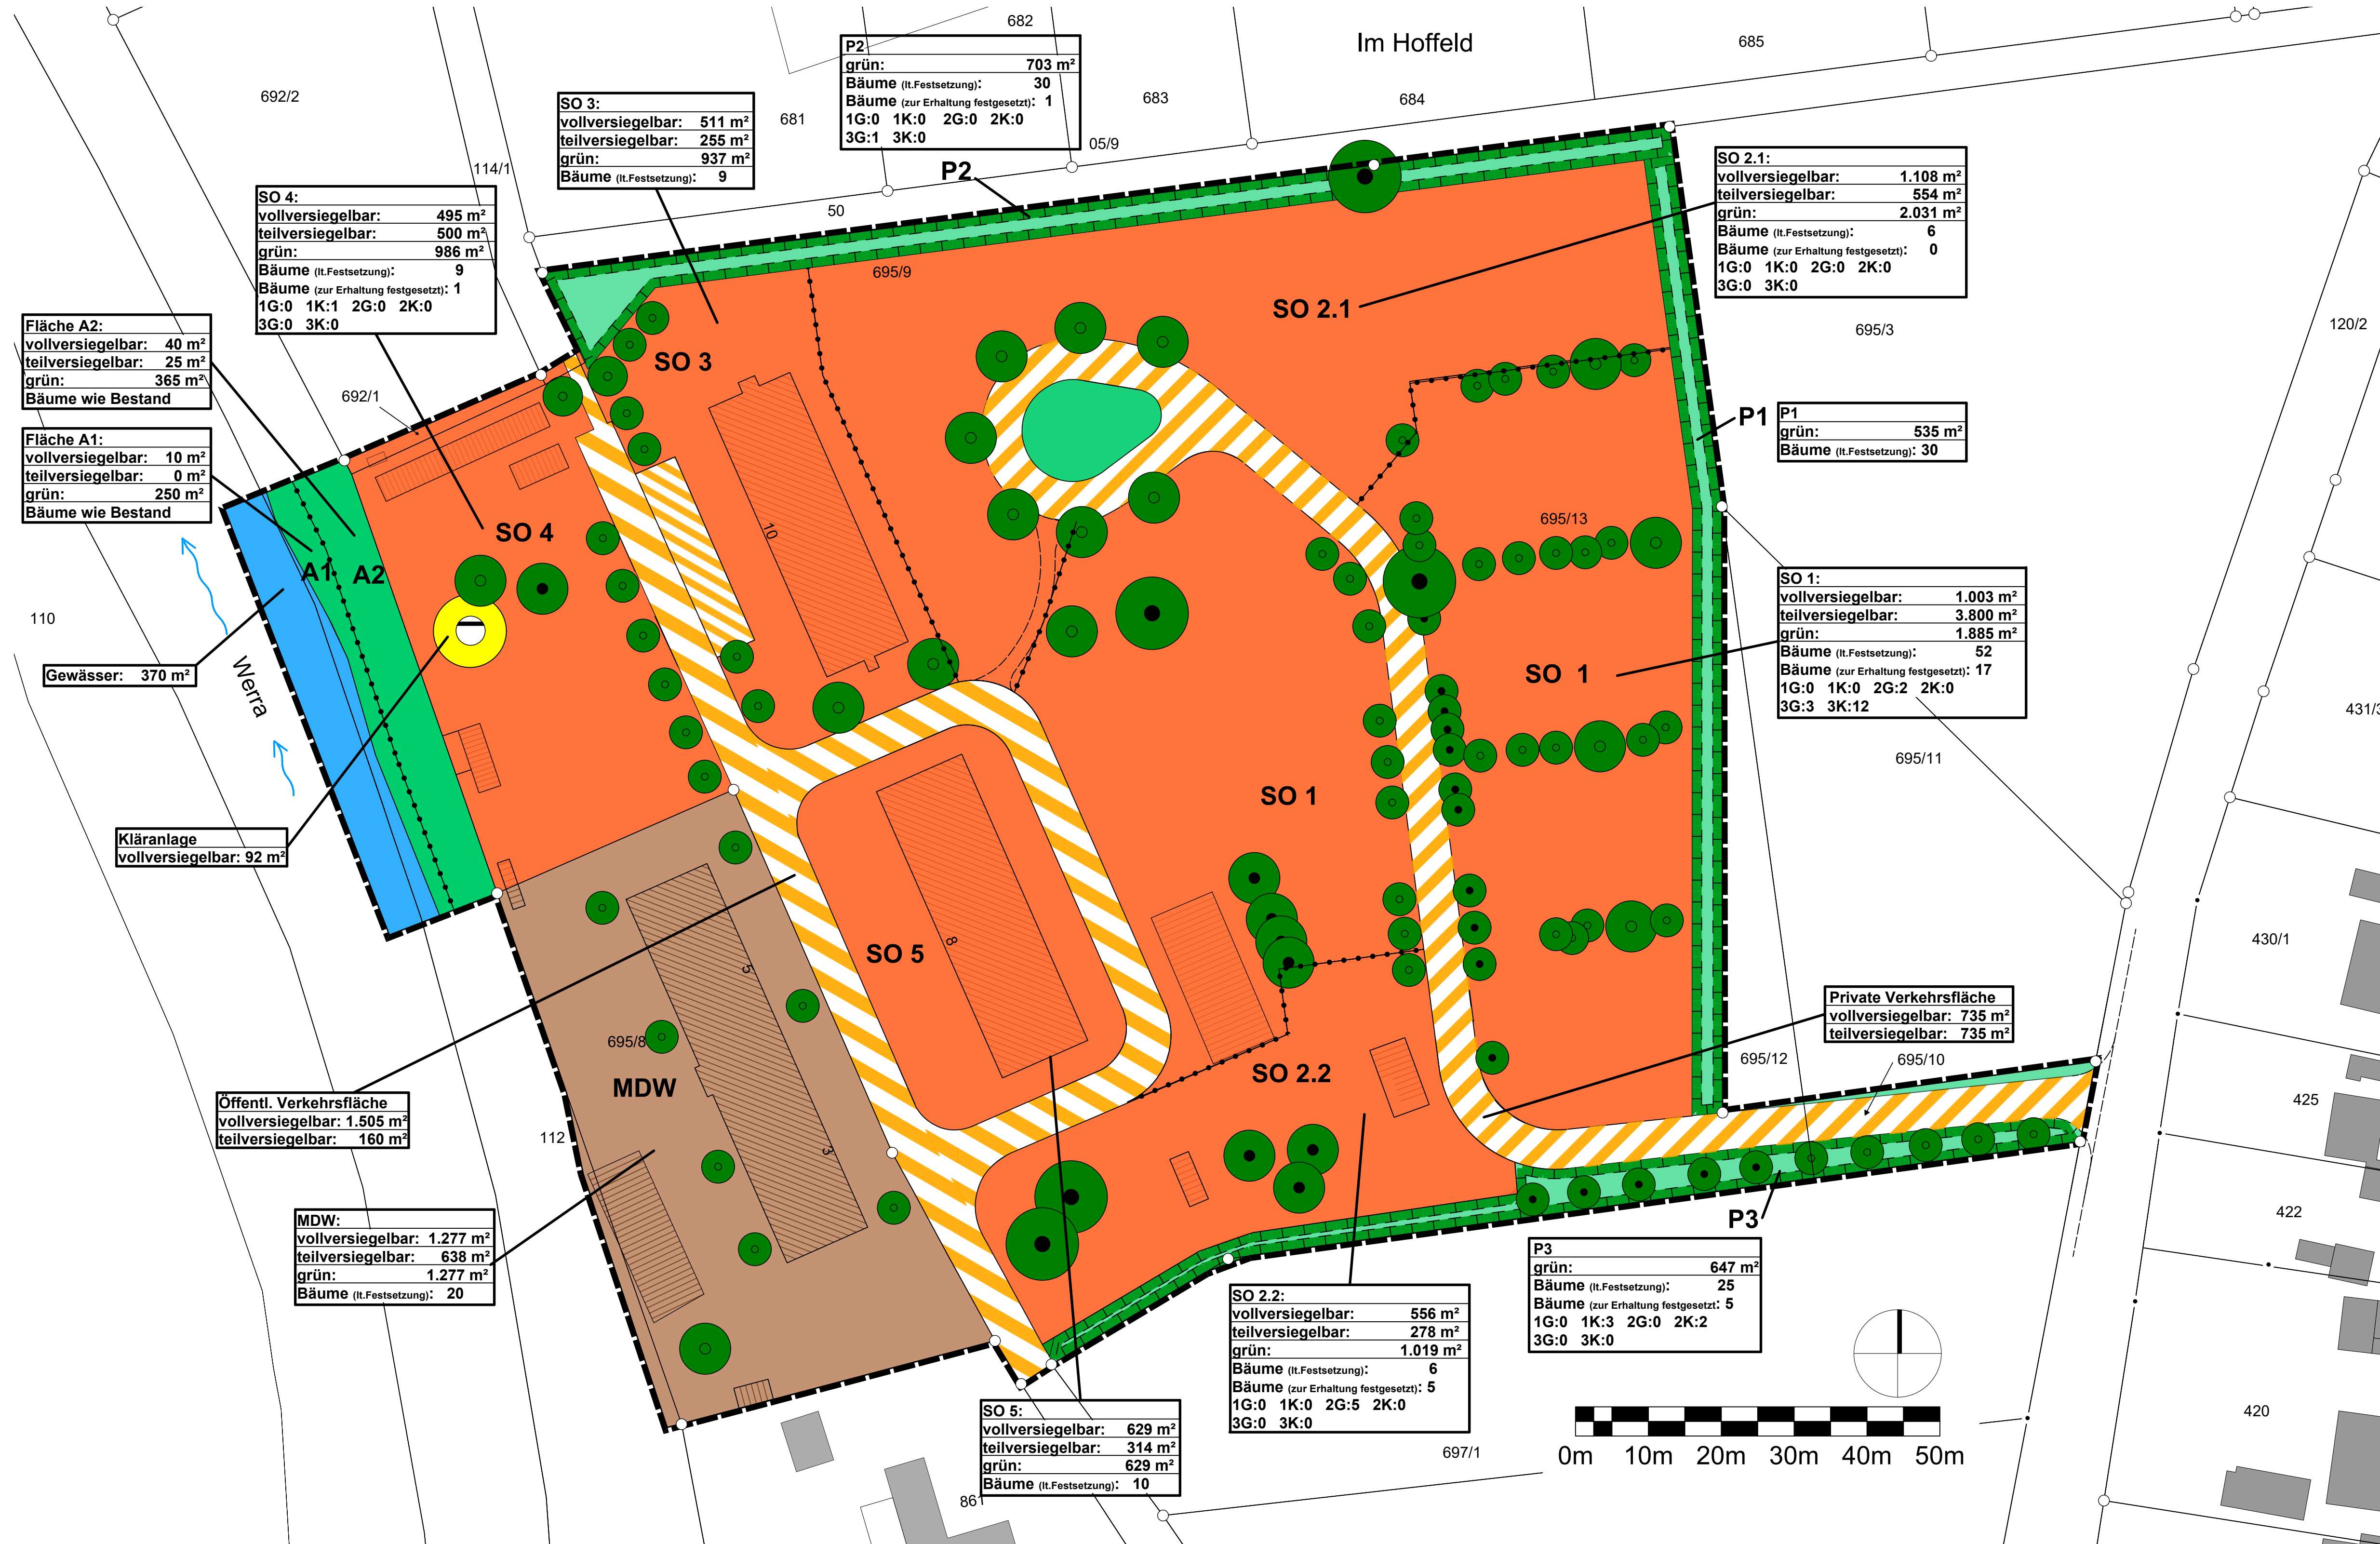 682
Im Hoffeld
685
692/2
683
684
681
114/1
05/9
50
P2
grün: 703 m²
Bäume (lt.Festsetzung): 30
Bäume (zur Erhaltung festgesetzt): 1
1G:0 1K:0 2G:0 2K:0
3G:1 3K:0
P2
SO 3:
vollversiegelbar: 511 m²
teilversiegelbar: 255 m²
grün: 937 m²
Bäume (lt.Festsetzung): 9
SO 2.1:
vollversiegelbar: 1.108 m²
teilversiegelbar: 554 m²
grün: 2.031 m²
Bäume (lt.Festsetzung): 6
Bäume (zur Erhaltung festgesetzt): 0
1G:0 1K:0 2G:0 2K:0
3G:0 3K:0
SO 4:
vollversiegelbar: 495 m²
teilversiegelbar: 500 m²
grün: 986 m²
Bäume (lt.Festsetzung): 9
Bäume (zur Erhaltung festgesetzt): 1
1G:0 1K:1 2G:0 2K:0
3G:0 3K:0
695/9
SO 2.1
695/3
120/2
Fläche A2:
vollversiegelbar: 40 m²
teilversiegelbar: 25 m²
grün: 365 m²
Bäume wie Bestand
SO 3
692/1
P1
P1
grün: 535 m²
Bäume (lt.Festsetzung): 30
Fläche A1:
vollversiegelbar: 10 m²
teilversiegelbar: 0 m²
grün: 250 m²
Bäume wie Bestand
SO 4
10
695/13
A1
A2
110
SO 1:
vollversiegelbar: 1.003 m²
teilversiegelbar: 3.800 m²
grün: 1.885 m²
Bäume (lt.Festsetzung): 52
Bäume (zur Erhaltung festgesetzt): 17
1G:0 1K:0 2G:2 2K:0
3G:3 3K:12
Gewässer: 370 m²
Werra
SO 1
431/3
695/11
SO 1
Kläranlage
vollversiegelbar: 92 m²
SO 5
8
5
430/1
Private Verkehrsfläche
vollversiegelbar: 735 m²
teilversiegelbar: 735 m²
695/8
MDW
SO 2.2
695/12
695/10
425
Öffentl. Verkehrsfläche
vollversiegelbar: 1.505 m²
teilversiegelbar: 160 m²
112
3
422
P3
MDW:
vollversiegelbar: 1.277 m²
teilversiegelbar: 638 m²
grün: 1.277 m²
Bäume (lt.Festsetzung): 20
P3
grün: 647 m²
Bäume (lt.Festsetzung): 25
Bäume (zur Erhaltung festgesetzt: 5
1G:0 1K:3 2G:0 2K:2
3G:0 3K:0
SO 2.2:
vollversiegelbar: 556 m²
teilversiegelbar: 278 m²
grün: 1.019 m²
Bäume (lt.Festsetzung): 6
Bäume (zur Erhaltung festgesetzt): 5
1G:0 1K:0 2G:5 2K:0
3G:0 3K:0
SO 5:
vollversiegelbar: 629 m²
teilversiegelbar: 314 m²
grün: 629 m²
Bäume (lt.Festsetzung): 10
420
697/1
861
0m 10m 20m 30m 40m 50m